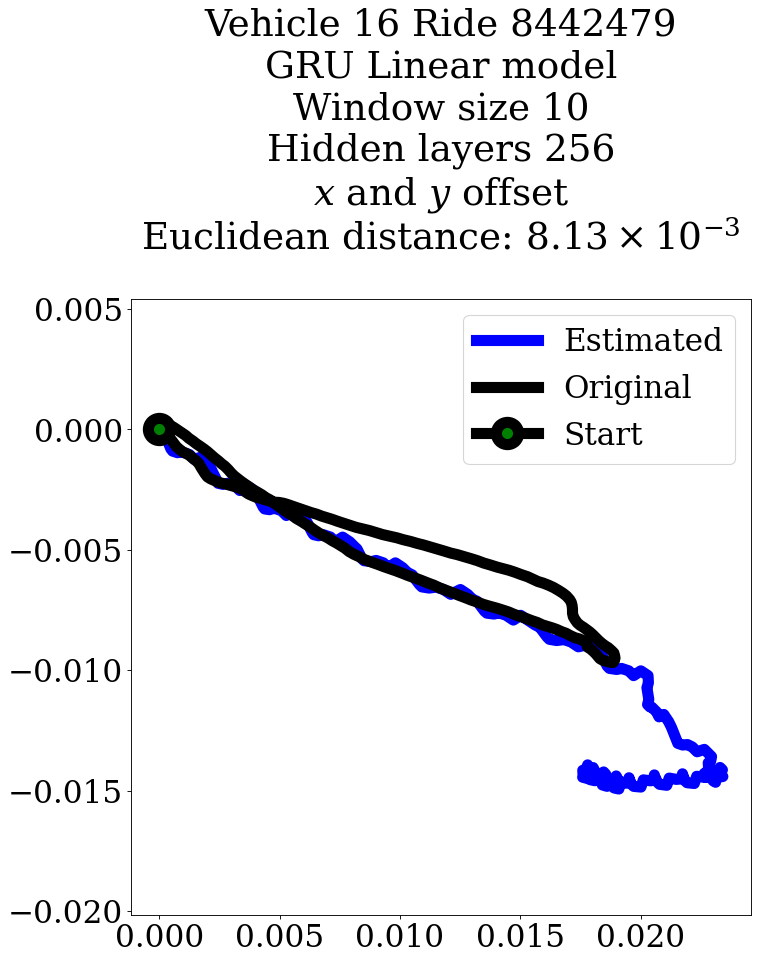 Vehicle 16 Ride 8442479
GRU Linear model
Window size 10
Hidden layers 256
x and y offset
Euclidean distance: 8.13 × 10⁻³
0.005
0.000
−0.005
−0.010
−0.015
−0.020
Estimated
Original
Start
0.000 0.005 0.010 0.015 0.020